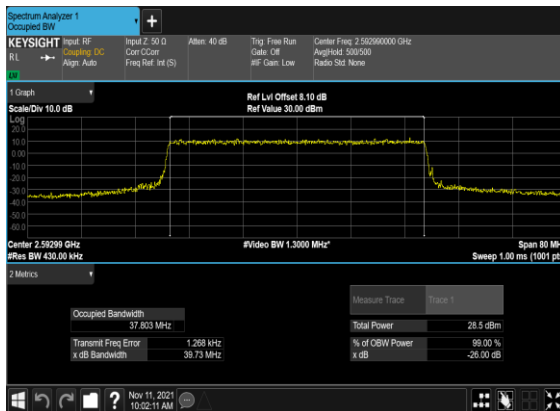 Spectrum Analyzer 1
Occupied BW
KEYSIGHT
RL
Input: RF
Coupling: DC
Align: Auto
Input Z: 50 Ω
Corr CCorr
Freq Ref: Int (S)
Atten: 40 dB
Trig: Free Run
Gate: Off
#IF Gain: Low
Center Freq: 2.592990000 GHz
Avg|Hold: 500/500
Radio Std: None
1 Graph
Scale/Div 10.0 dB
Ref Lvl Offset 8.10 dB
Ref Value 30.00 dBm
Log
20.0
10.0
0.00
-10.0
-20.0
-30.0
-40.0
-50.0
-60.0
Center 2.59299 GHz
#Res BW 430.00 kHz
#Video BW 1.3000 MHz*
Span 80 MH
Sweep 1.00 ms (1001 pt
2 Metrics
Measure Trace Trace 1
Occupied Bandwidth
37.803 MHz
Total Power 28.5 dBm
Transmit Freq Error 1.268 kHz
% of OBW Power 99.00 %
x dB Bandwidth 39.73 MHz
x dB -26.00 dB
?
Nov 11, 2021
10:02:11 AM